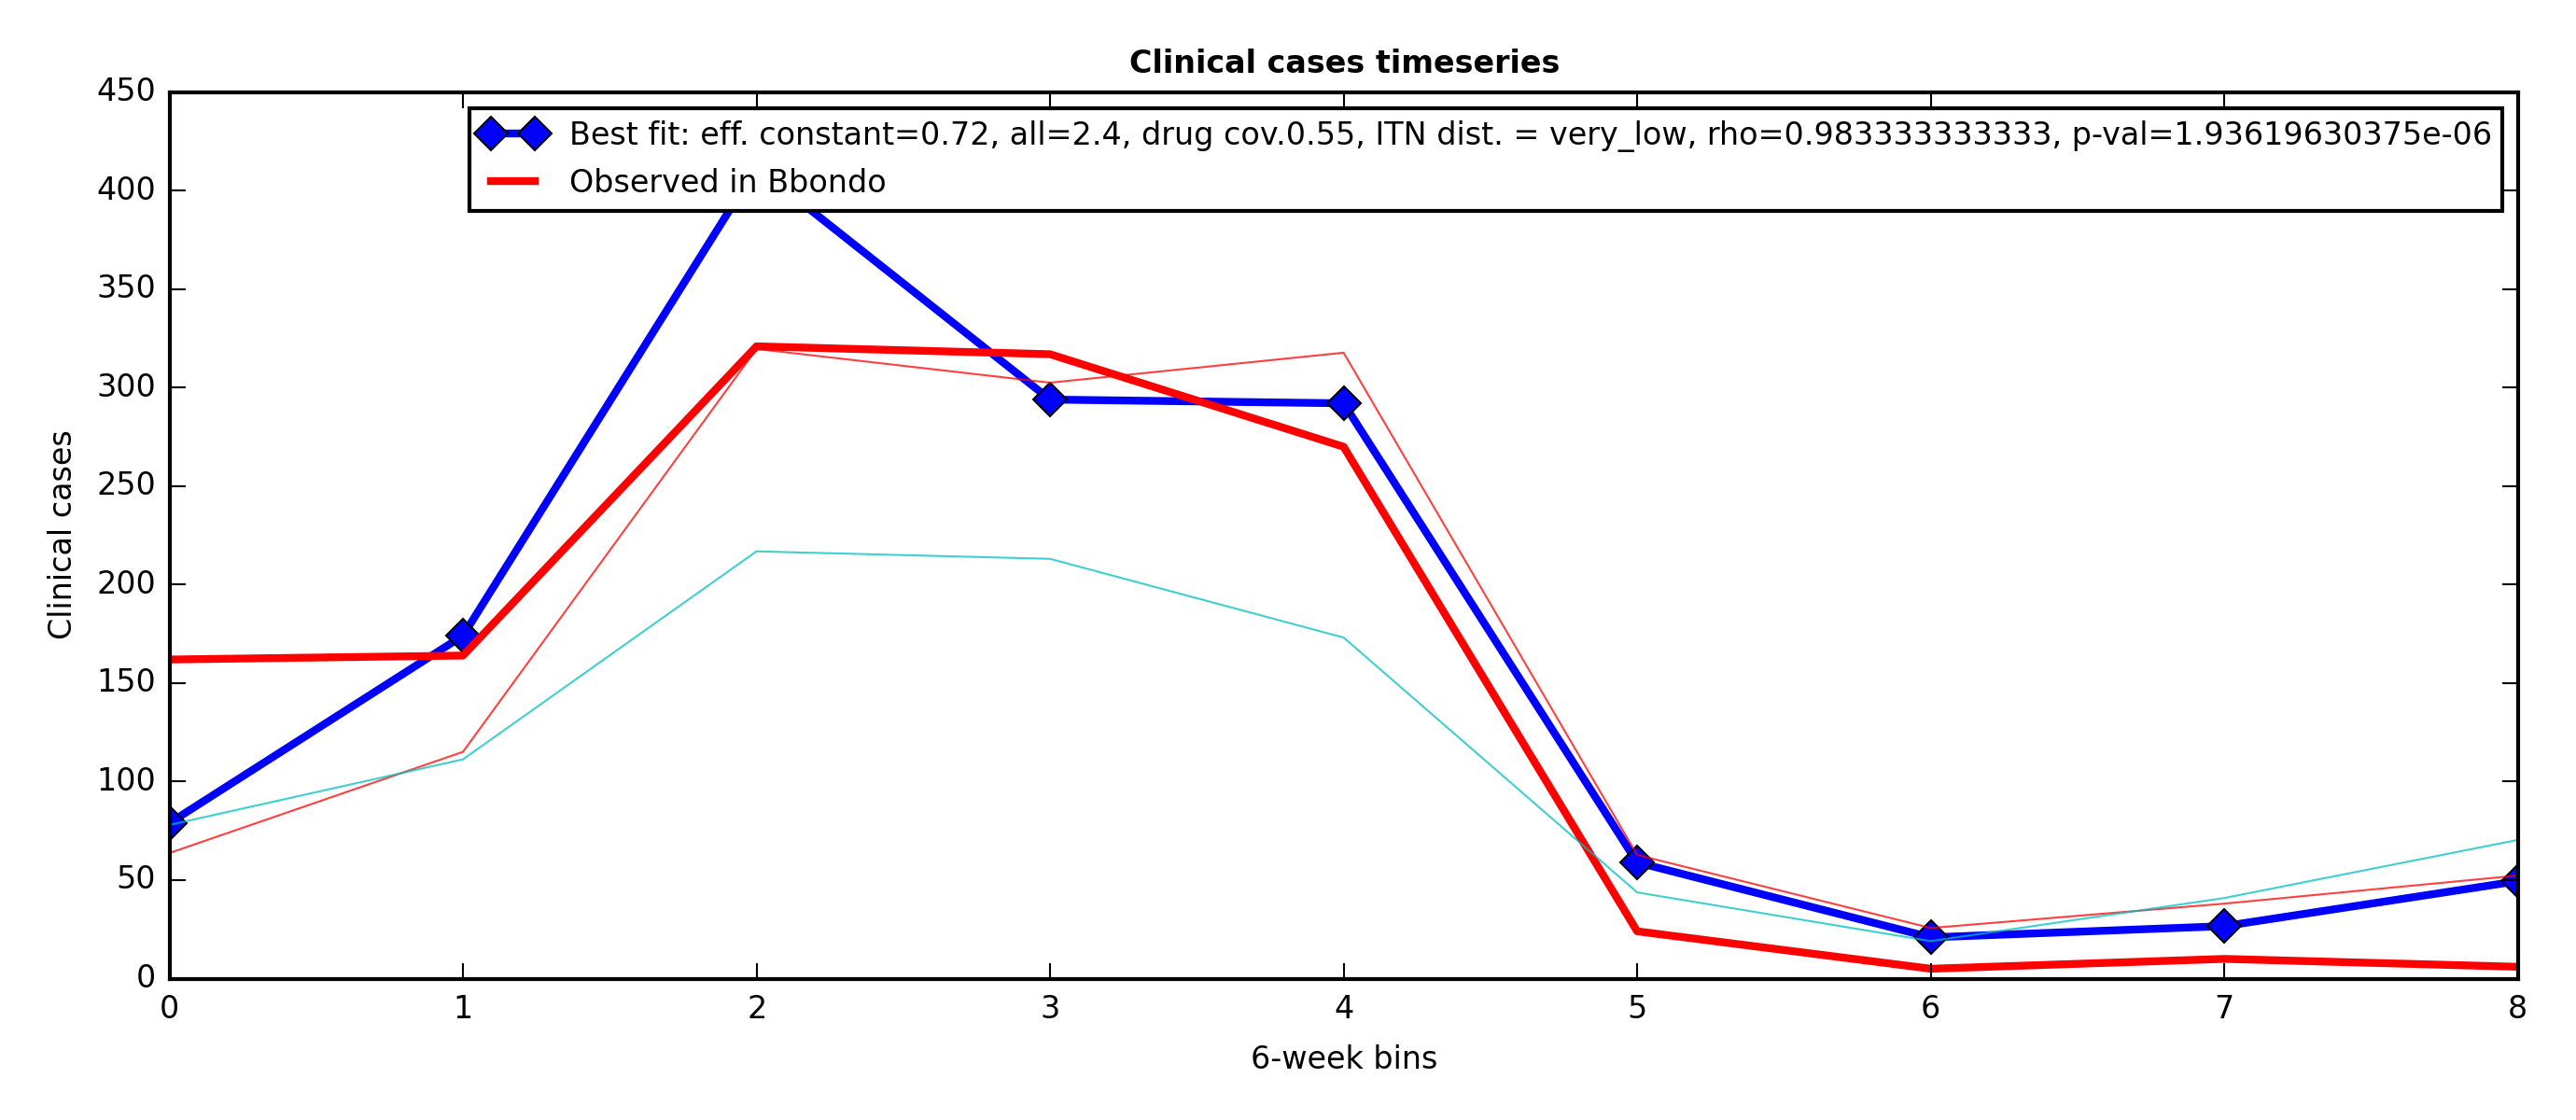 Clinical cases timeseries
450
400
350
300
250
200
150
100
50
0
Clinical cases
Best fit: eff. constant=0.72, all=2.4, drug cov.0.55, ITN dist. = very_low, rho=0.983333333333, p-val=1.93619630375e-06
Observed in Bbondo
0 1 2 3 4 5 6 7 8
6-week bins